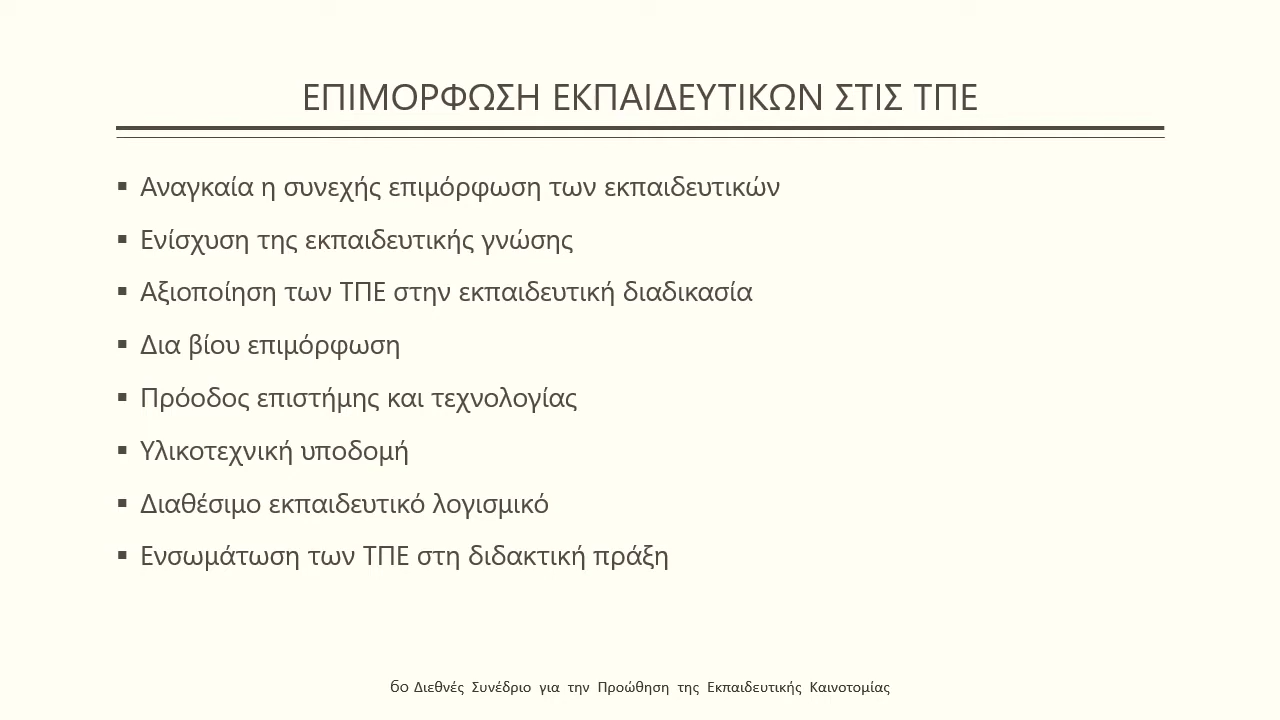 ΕΠΙΜΟΡΦΩΣΗ ΕΚΠΑΙΔΕΥΤΙΚΩΝ ΣΤΙΣ ΤΠΕ
▪ Αναγκαία η συνεχής επιμόρφωση των εκπαιδευτικών
▪ Ενίσχυση της εκπαιδευτικής γνώσης
▪ Αξιοποίηση των ΤΠΕ στην εκπαιδευτική διαδικασία
▪ Δια βίου επιμόρφωση
▪ Πρόοδος επιστήμης και τεχνολογίας
▪ Υλικοτεχνική υποδομή
▪ Διαθέσιμο εκπαιδευτικό λογισμικό
▪ Ενσωμάτωση των ΤΠΕ στη διδακτική πράξη
6ο Διεθνές Συνέδριο για την Προώθηση της Εκπαιδευτικής Καινοτομίας